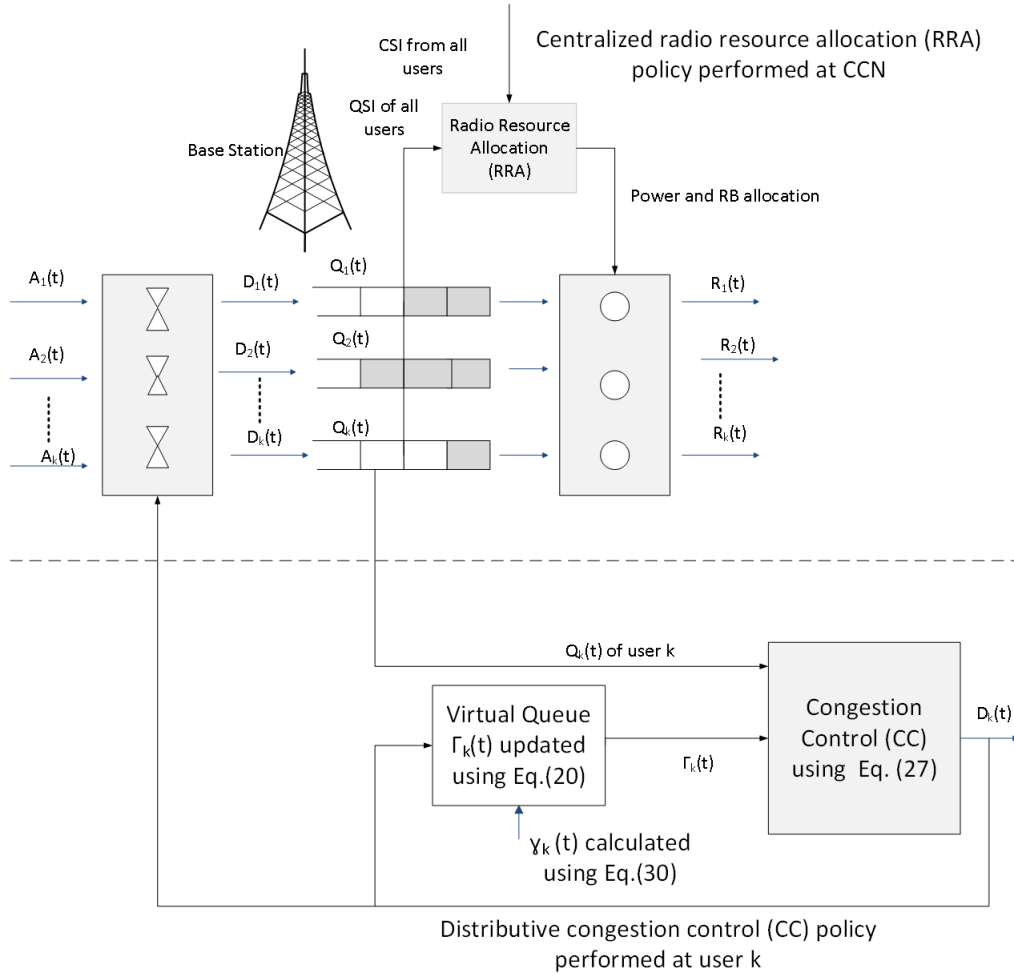 CSI from all
users
Centralized radio resource allocation (RRA)
policy performed at CCN
QSI of all
users
Base Station
Radio Resource
Allocation
(RRA)
Power and RB allocation
A1(t)
D1(t)
Q1(t)
R1(t)
A2(t)
D2(t)
Q2(t)
R2(t)
Ak(t)
Dk(t)
Qk(t)
Rk(t)
Qk(t) of user k
Virtual Queue
Γk(t) updated
using Eq.(20)
Γk(t)
Congestion
Control (CC)
using Eq. (27)
Dk(t)
ɣk (t) calculated
using Eq.(30)
Distributive congestion control (CC) policy
performed at user k